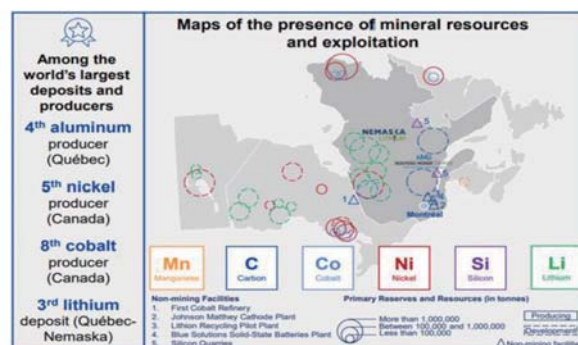 Among the
world's largest
deposits and
producers
4th aluminum
producer
(Québec)
5th nickel
producer
(Canada)
8th cobalt
producer
(Canada)
3rd lithium
deposit (Québec-
Nemaska)
Maps of the presence of mineral resources
and exploitation
5
NEMASKA
1
Montréal
Mn
Manganese
C
Carbon
Co
Cobalt
Ni
Nickel
Si
Silicon
Li
Lithium
Non-mining Facilities
1. First Cobalt Refinery
2. Johnson Matthey Cathode Plant
3. Lithion Recycling Pilot Plant
4. Blue Solutions Solid-State Batteries Plant
5. Silicon Quarries
Primary Reserves and Resources (in tonnes)
More than 1,000,000
Between 100,000 and 1,000,000
Less than 100,000
Producing
Non-mining